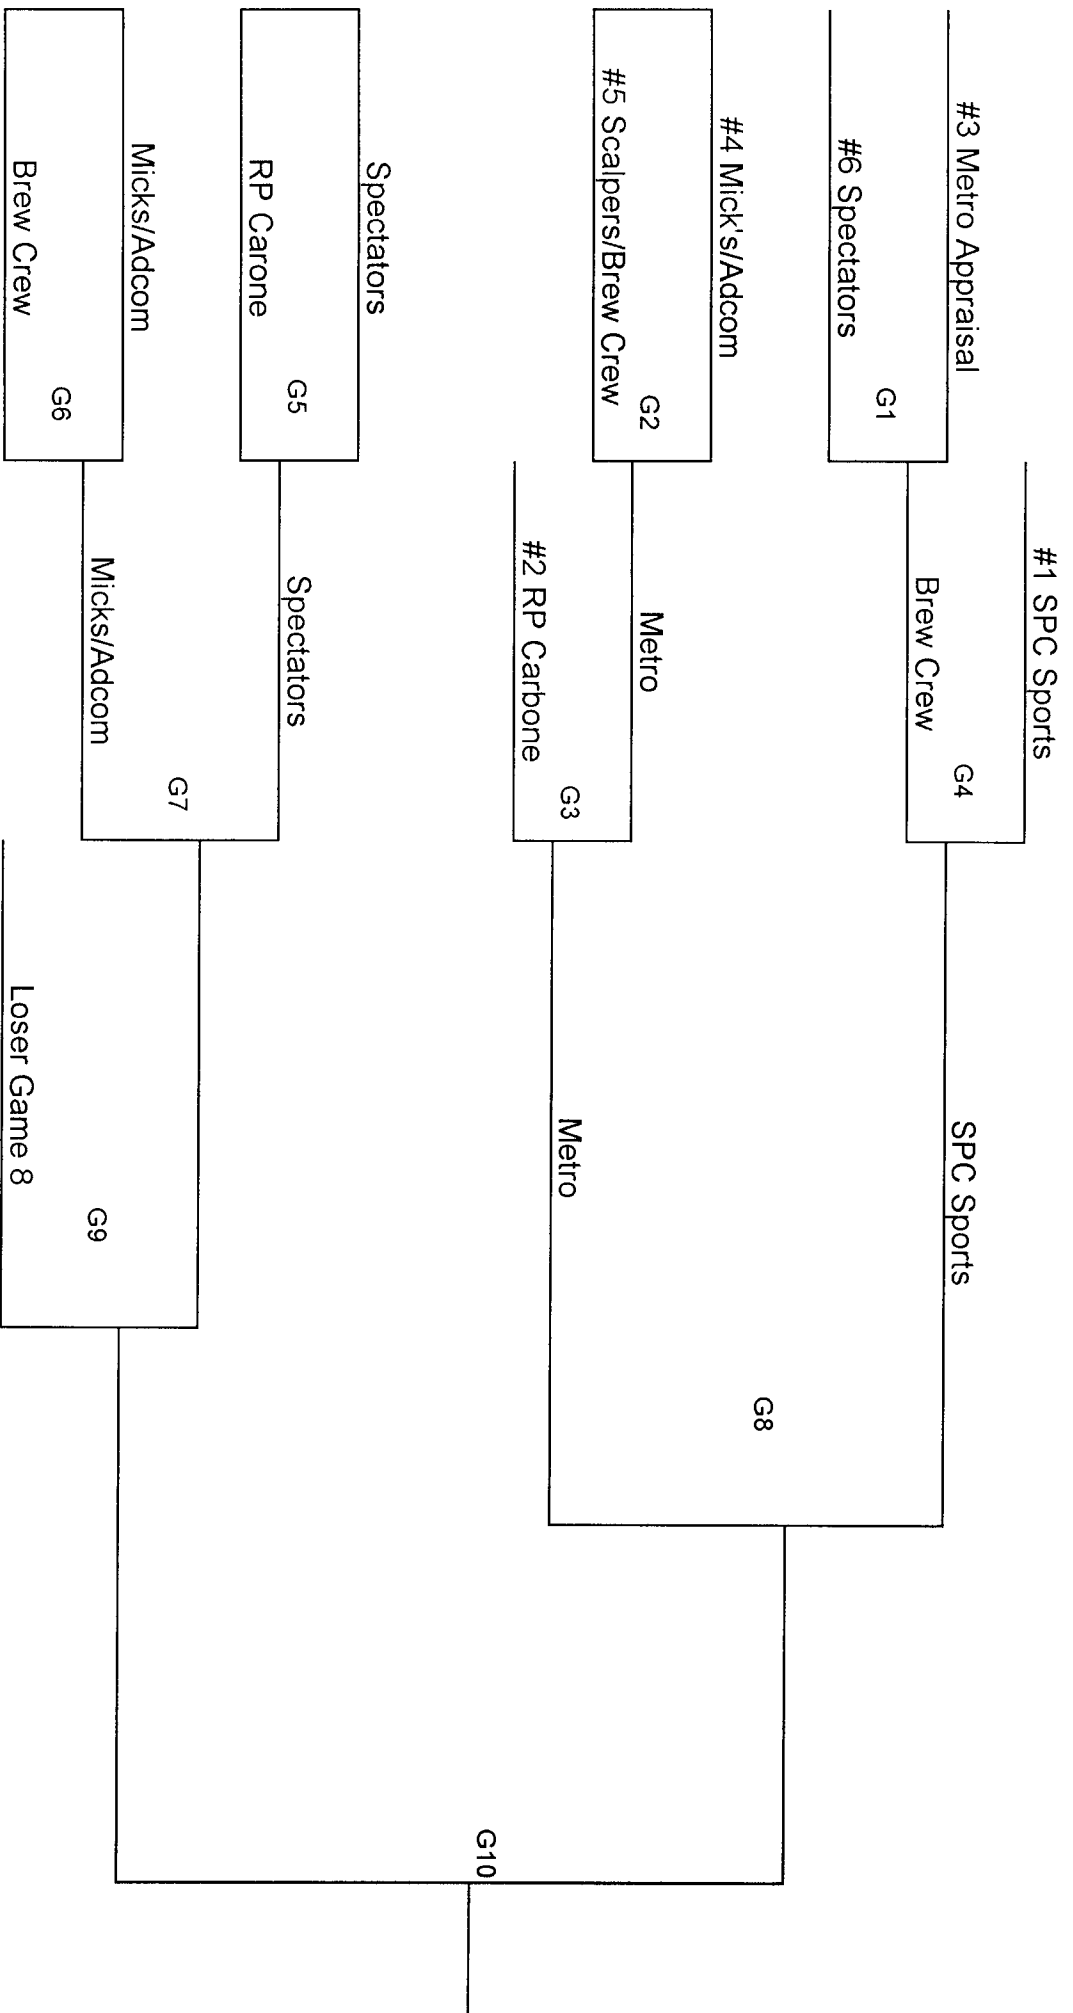 #1 SPC Sports
#3 Metro Appraisal
G4
SPC Sports
Brew Crew
G1
#6 Spectators
G8
#4 Mick's/Adcom
G2
Metro
#5 Scalpers/Brew Crew
G3
Metro
#2 RP Carbone
G10
Spectators
G5
Spectators
RP Carone
G7
Micks/Adcom
Micks/Adcom
G9
G6
Brew Crew
Loser Game 8